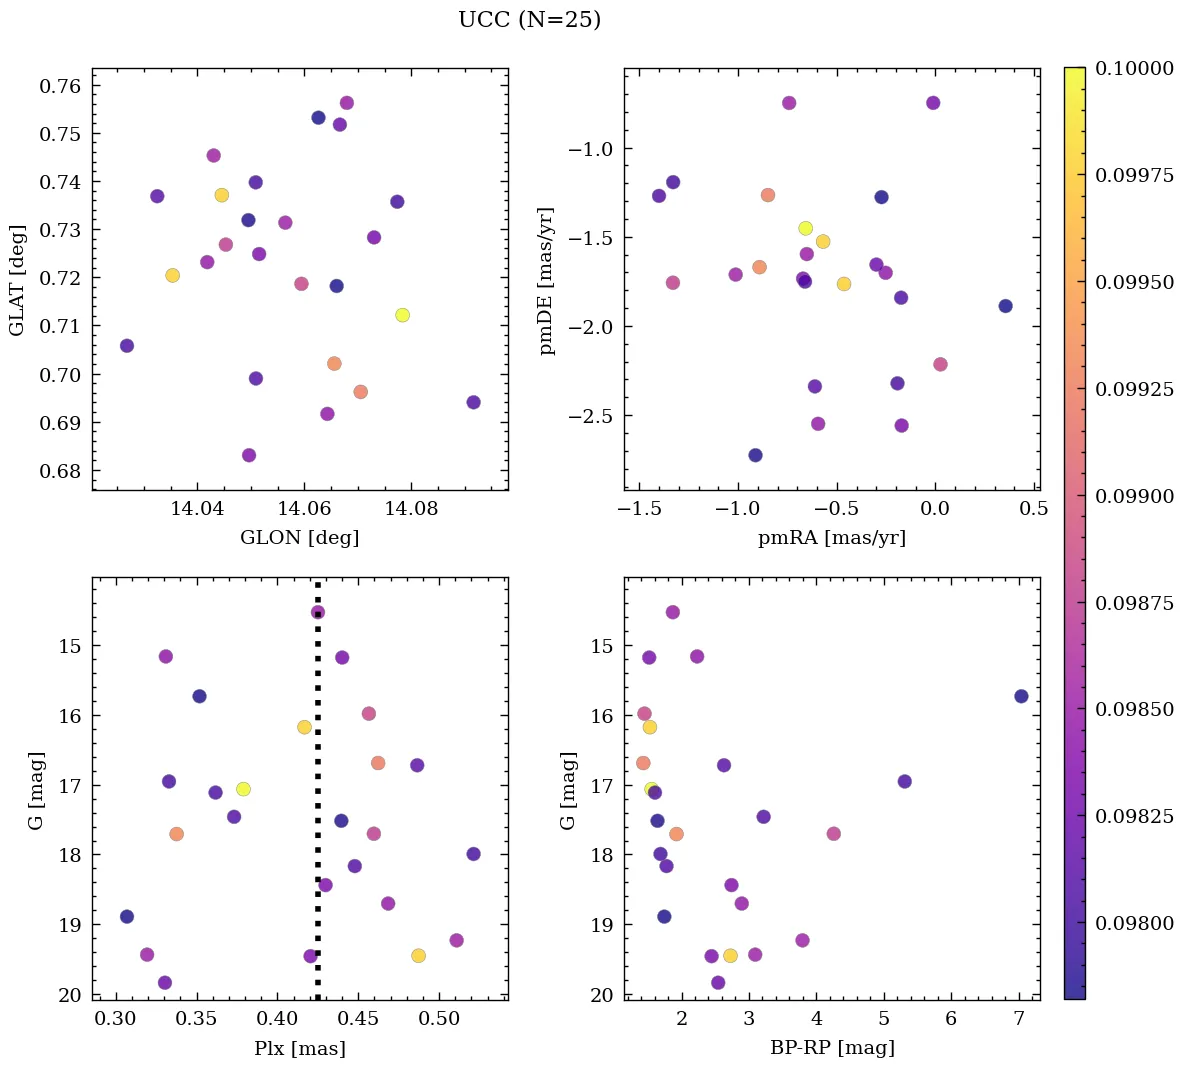 UCC (N=25)
0.76
0.75
0.74
0.73
0.72
0.71
0.70
0.69
0.68
GLAT [deg]
14.04 14.06 14.08
GLON [deg]
−1.0
−1.5
−2.0
−2.5
pmDE [mas/yr]
−1.5 −1.0 −0.5 0.0 0.5
pmRA [mas/yr]
15
16
17
18
19
20
G [mag]
0.30 0.35 0.40 0.45 0.50
Plx [mas]
15
16
17
18
19
20
G [mag]
2 3 4 5 6 7
BP-RP [mag]
0.10000
0.09975
0.09950
0.09925
0.09900
0.09875
0.09850
0.09825
0.09800